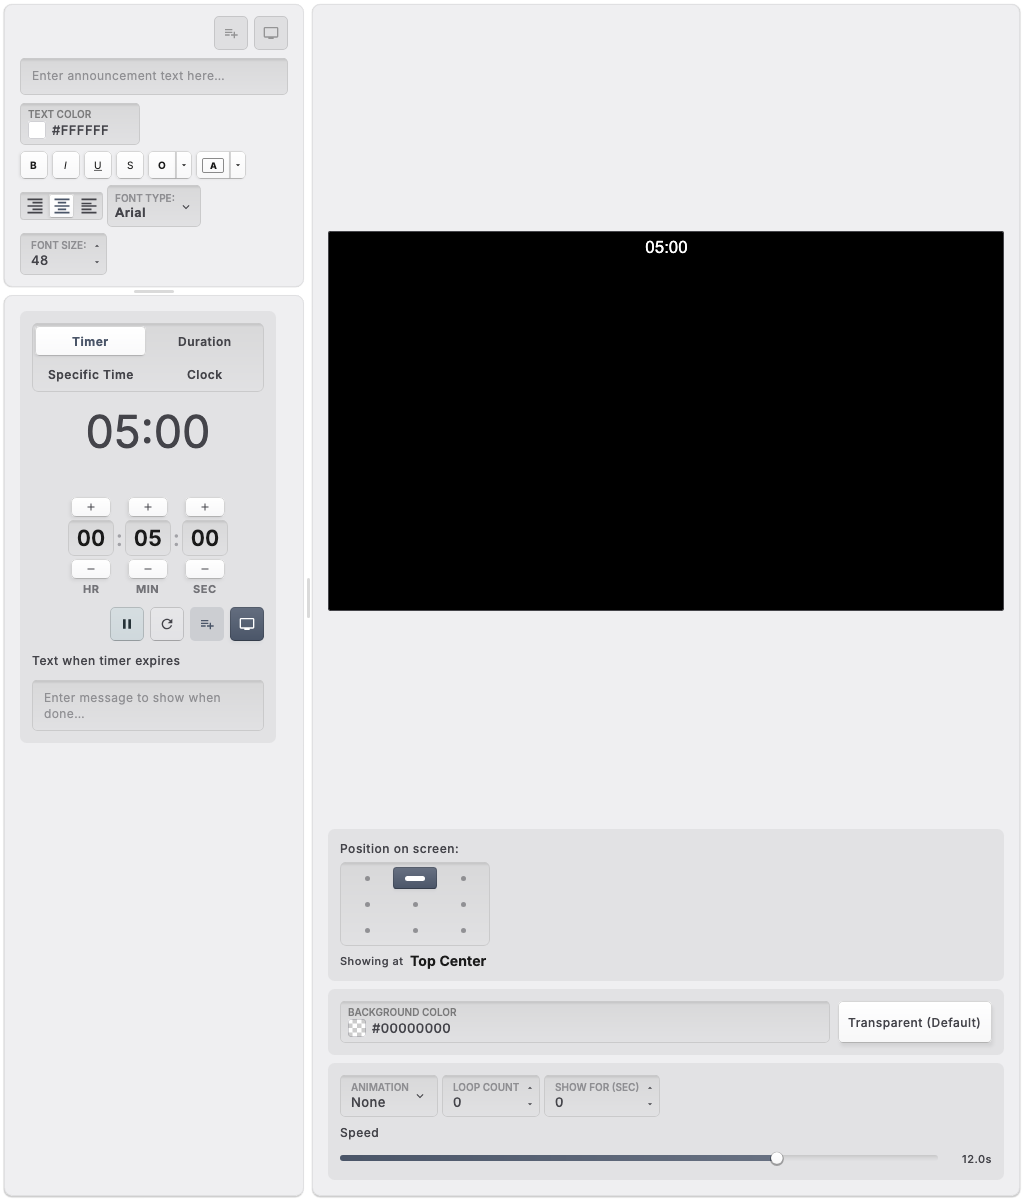 Enter announcement text here...
TEXT COLOR
#FFFFFF
B I U S O A
FONT TYPE:
Arial
FONT SIZE:
48
Timer Duration
Specific Time Clock
05:00
+ + +
00 : 05 : 00
− − −
HR MIN SEC
Text when timer expires
Enter message to show when
done...
05:00
Position on screen:
Showing at Top Center
BACKGROUND COLOR
#00000000
Transparent (Default)
ANIMATION
None
LOOP COUNT
0
SHOW FOR (SEC)
0
Speed
12.0s